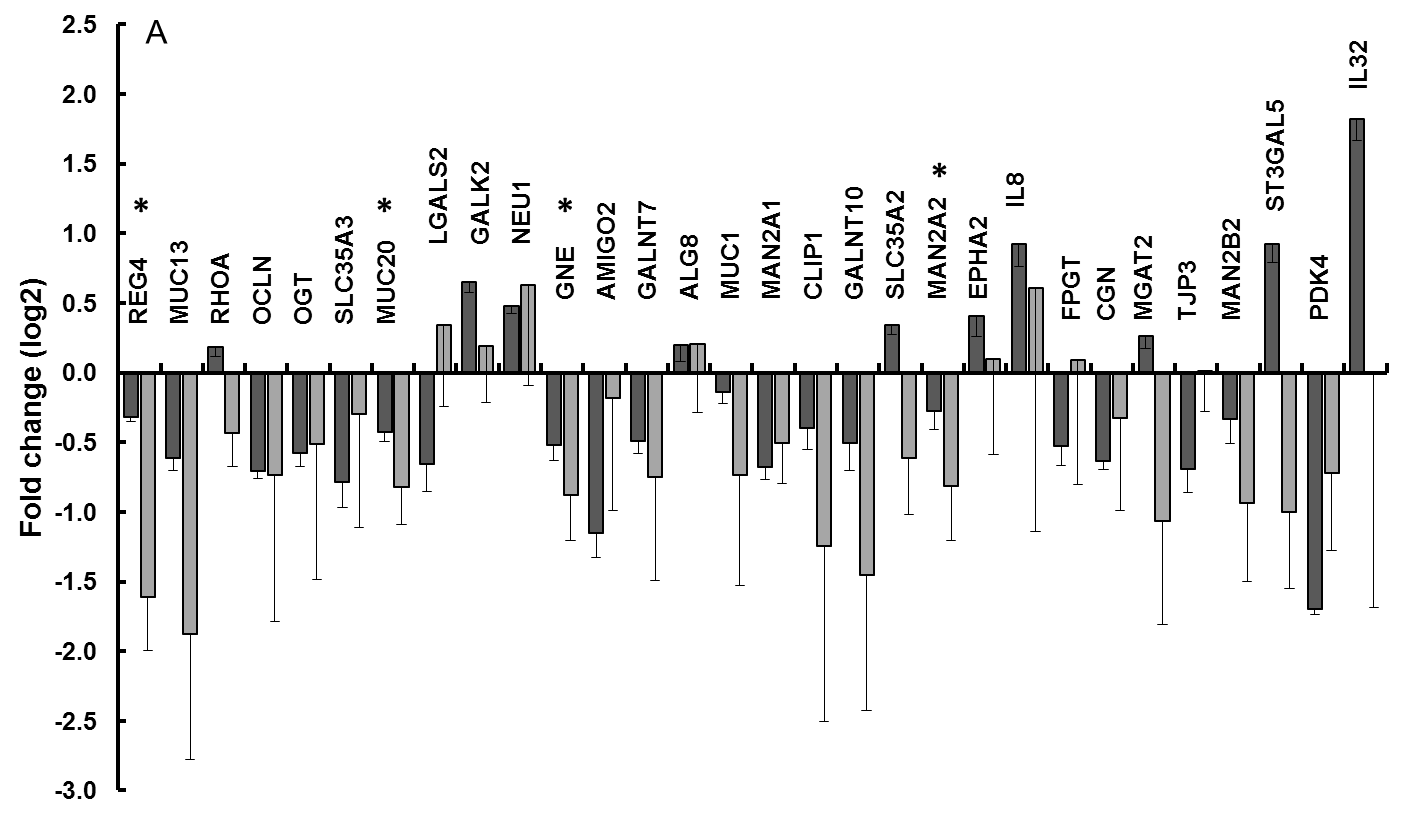 A
Fold change (log2)
2.5
2.0
1.5
1.0
0.5
0.0
-0.5
-1.0
-1.5
-2.0
-2.5
-3.0
REG4 *
MUC13
RHOA
OCLN
OGT
SLC35A3
MUC20 *
LGALS2
GALK2
NEU1
GNE *
AMIGO2
GALNT7
ALG8
MUC1
MAN2A1
CLIP1
GALNT10
SLC35A2
MAN2A2 *
EPHA2
IL8
FPGT
CGN
MGAT2
TJP3
MAN2B2
ST3GAL5
PDK4
IL32